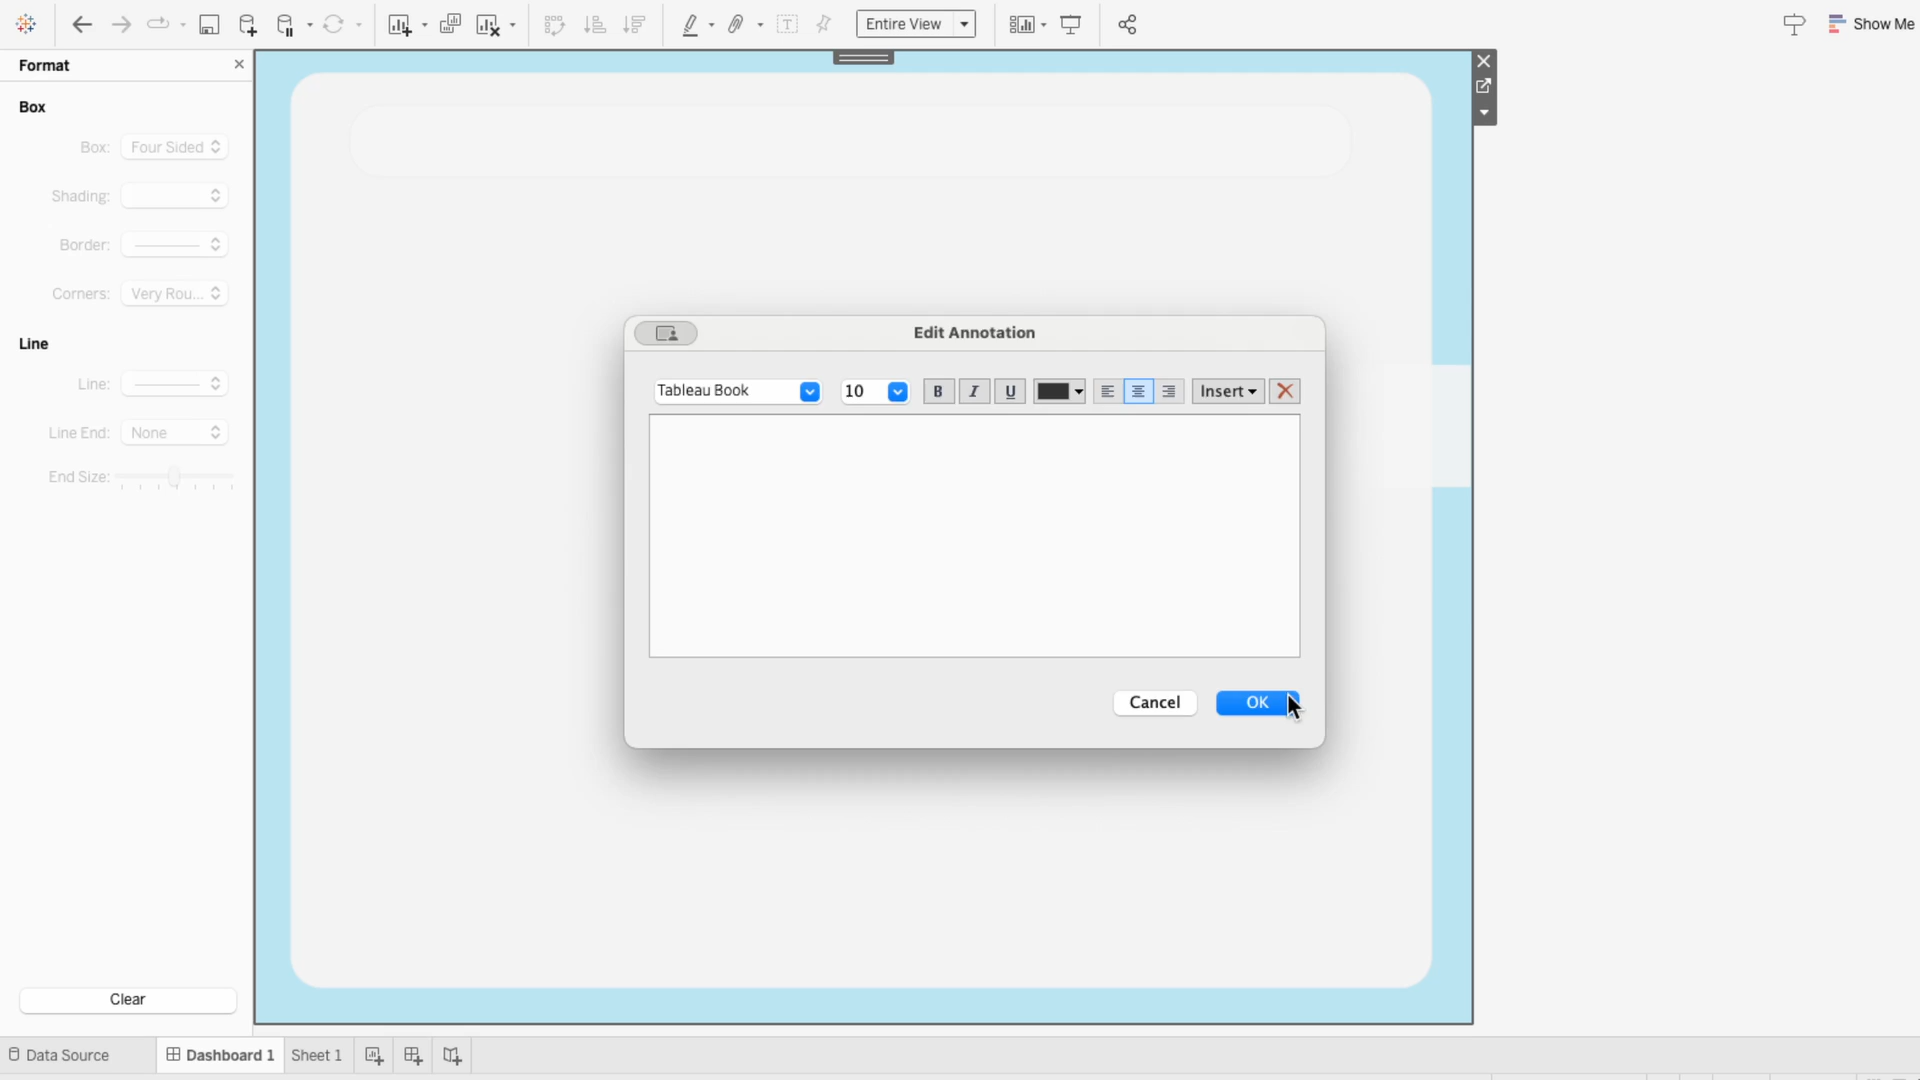 Entire View
Show Me
Format
Box
Box: Four Sided
Shading:
Border:
Corners: Very Rou...
Line
Line:
Line End: None
End Size:
Clear
Edit Annotation
Tableau Book 10 B I U Insert
Cancel OK
Data Source Dashboard 1 Sheet 1